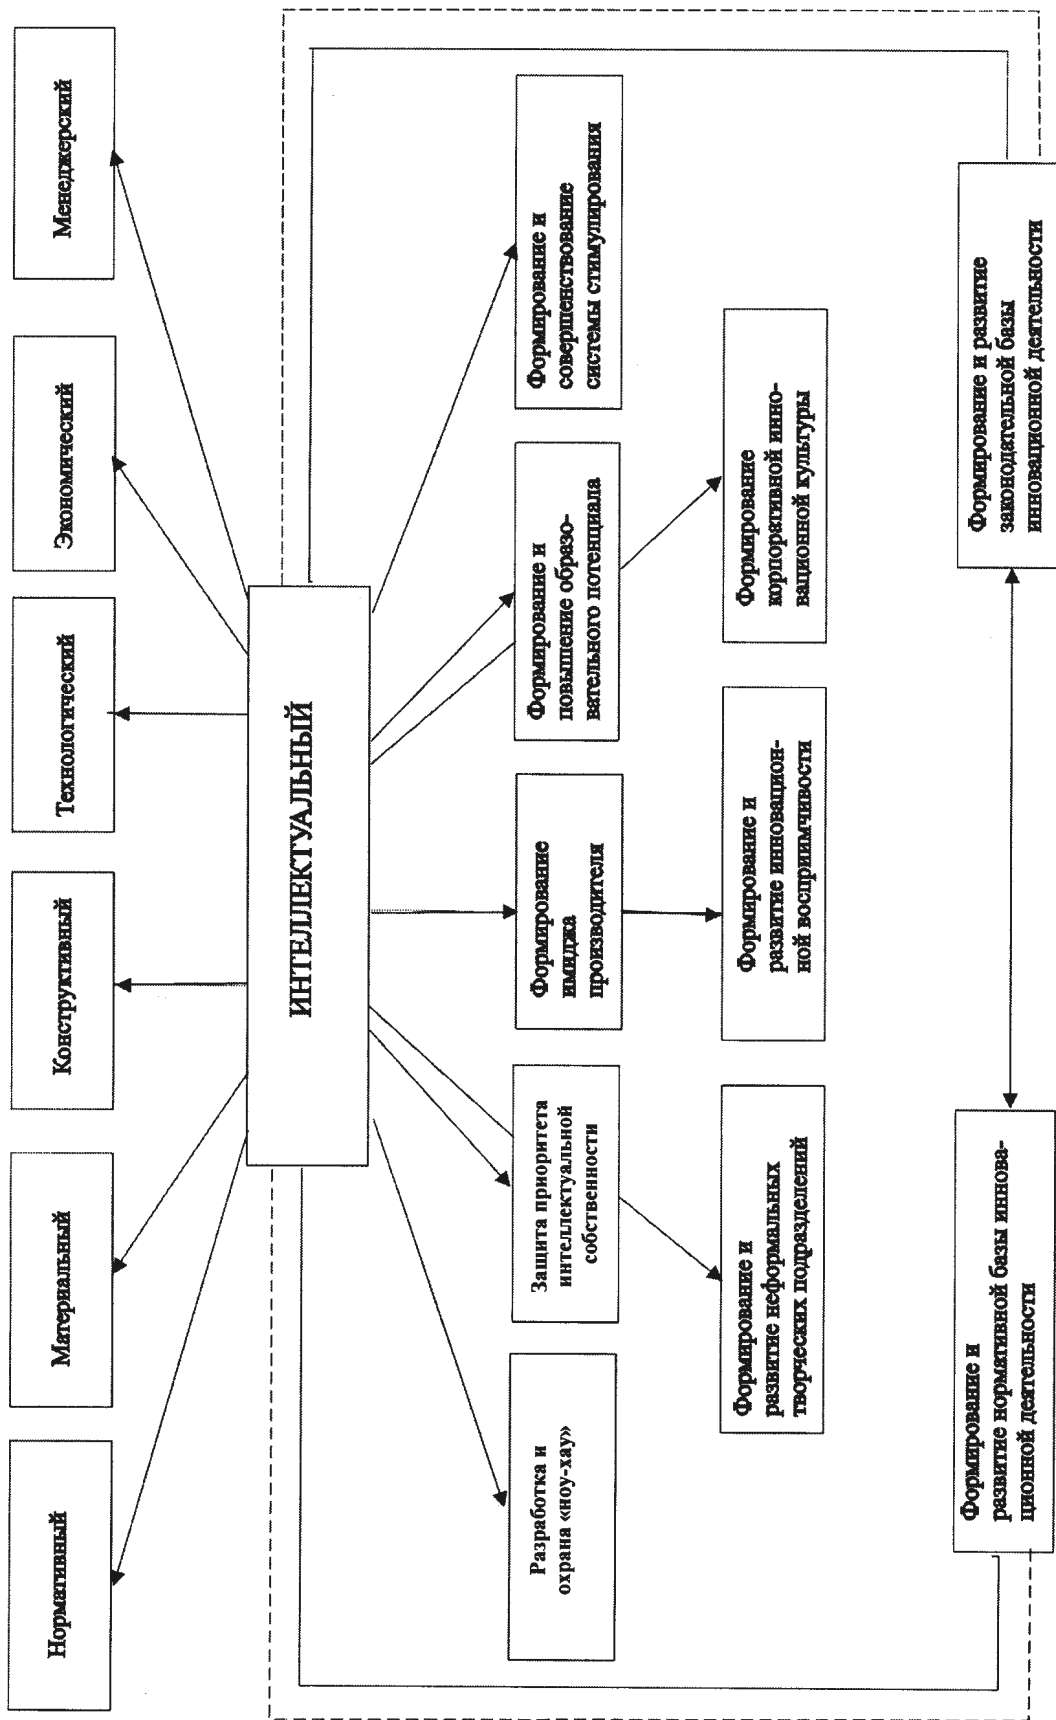 Нормативный
Материальный
Конструктивный
Технологический
Экономический
Менеджерский
ИНТЕЛЛЕКТУАЛЬНЫЙ
Разработка и
охрана «ноу-хау»
Защита приоритета
интеллектуальной
собственности
Формирование
имиджа
производителя
Формирование и
повышение образо-
вательного потенциала
Формирование и
совершенствование
системы стимулирования
Формирование и
развитие неформальных
творческих подразделений
Формирование и
развитие инновацион-
ной восприимчивости
Формирование
корпоративной инно-
вационной культуры
Формирование и
развитие нормативной базы иннова-
ционной деятельности
Формирование и развитие
законодательной базы
инновационной деятельности